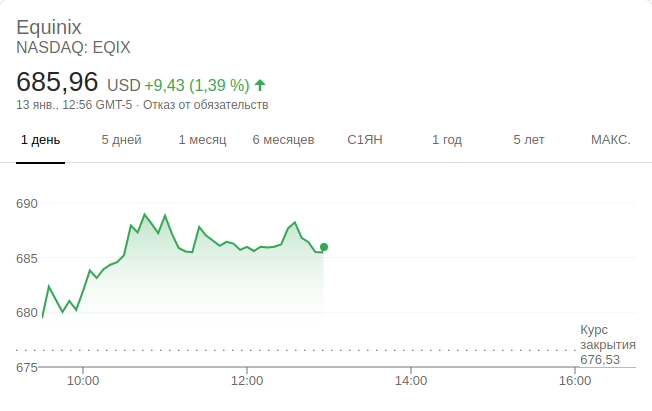 Equinix
NASDAQ: EQIX
685,96 USD +9,43 (1,39 %)
13 янв., 12:56 GMT-5 · Отказ от обязательств
1 день 5 дней 1 месяц 6 месяцев С1ЯН 1 год 5 лет МАКС.
690
685
680
675
Курс
закрытия
676,53
10:00 12:00 14:00 16:00